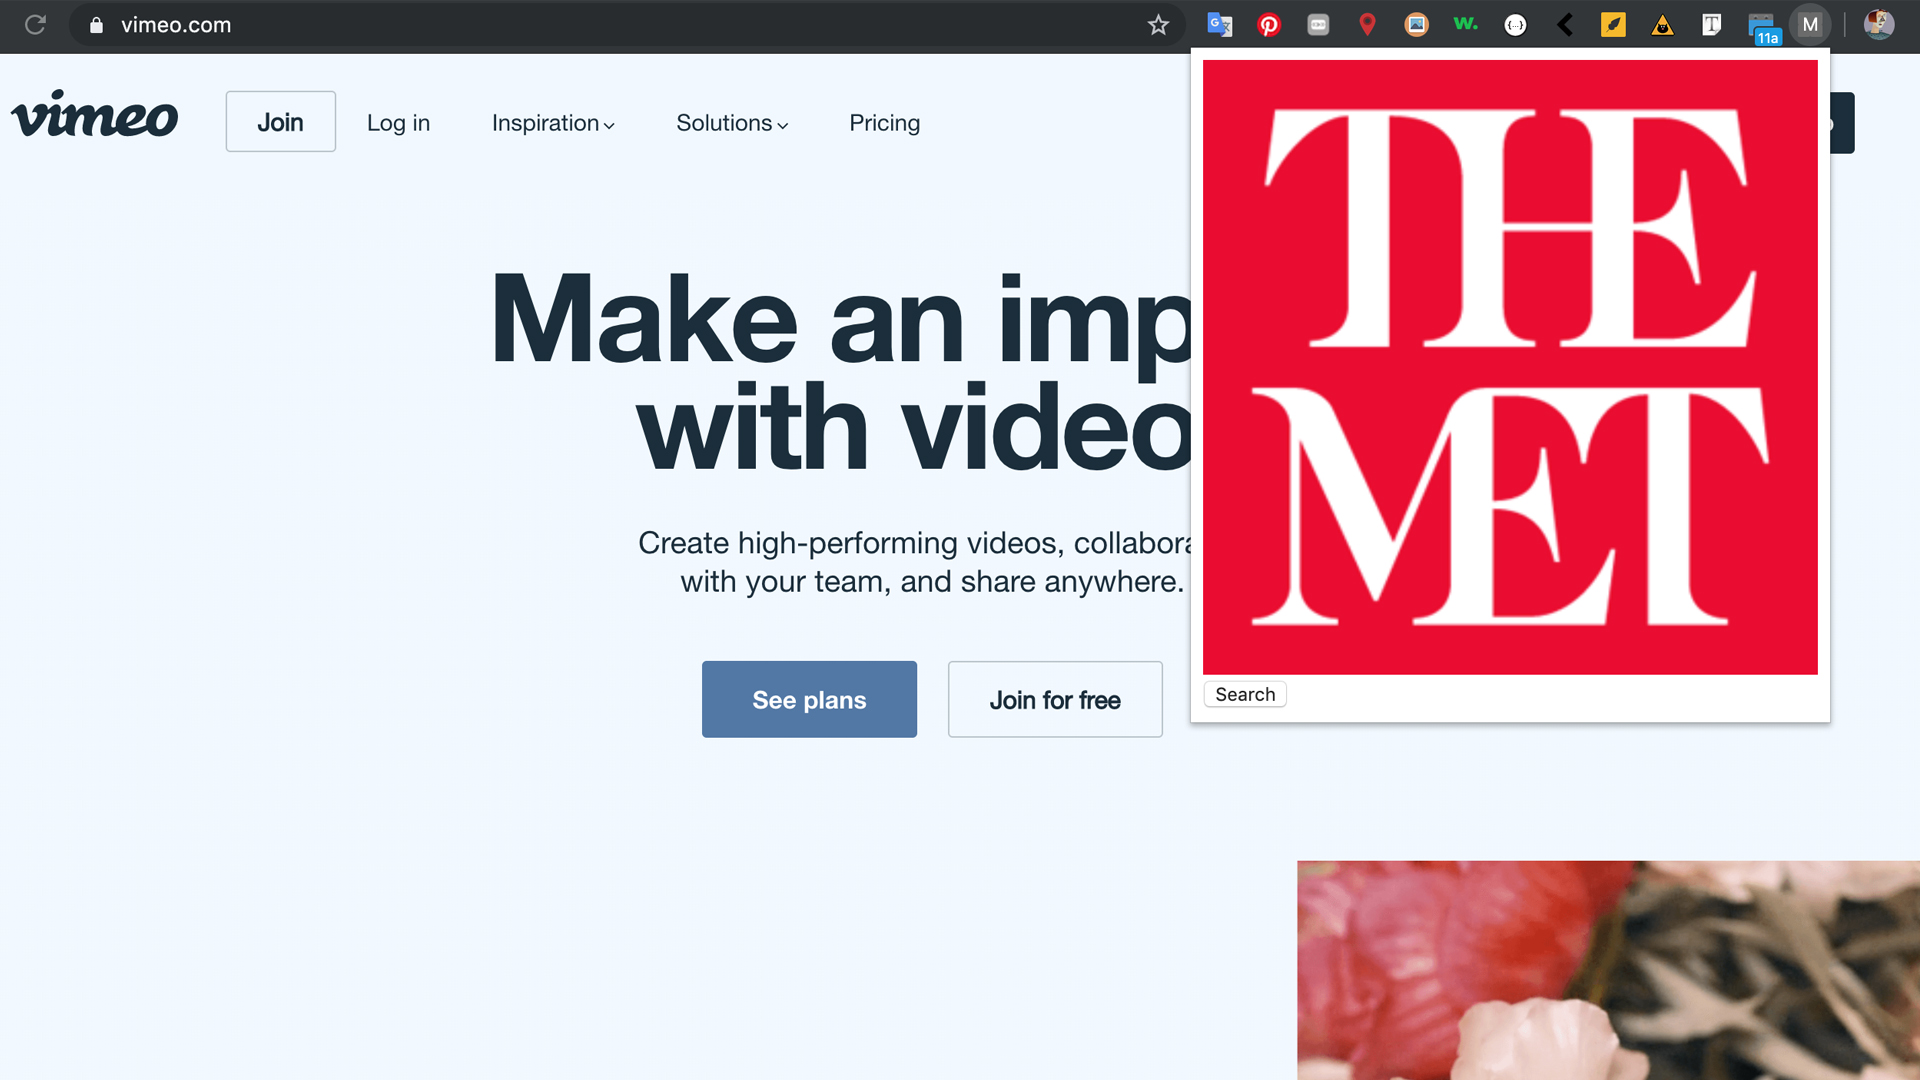 vimeo.com
G
w.
{...}
T
11a
M
vimeo
Join
Log in
Inspiration
Solutions
Pricing
Make an imp
with video
Create high-performing videos, collabora
with your team, and share anywhere.
See plans
Join for free
THE
MET
Search